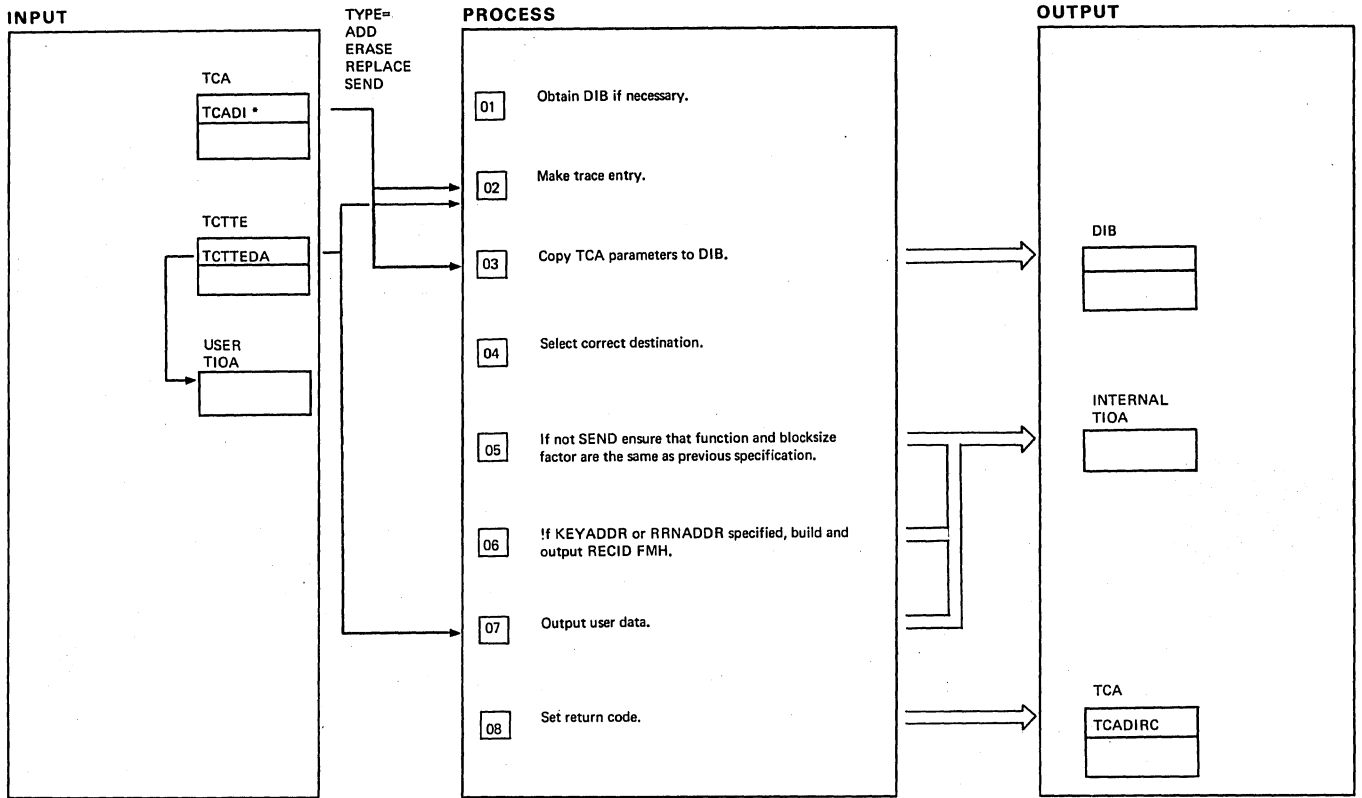 INPUT
TYPE=
ADD
ERASE
REPLACE
SEND
PROCESS
OUTPUT
TCA
TCADI *
TCTTE
TCTTEDA
USER
TIOA
01 Obtain DIB if necessary.
02 Make trace entry.
03 Copy TCA parameters to DIB.
04 Select correct destination.
05 If not SEND ensure that function and blocksize
factor are the same as previous specification.
06 !f KEYADDR or RRNADDR specified, build and
output RECID FMH.
07 Output user data.
08 Set return code.
DIB
INTERNAL
TIOA
TCA
TCADIRC